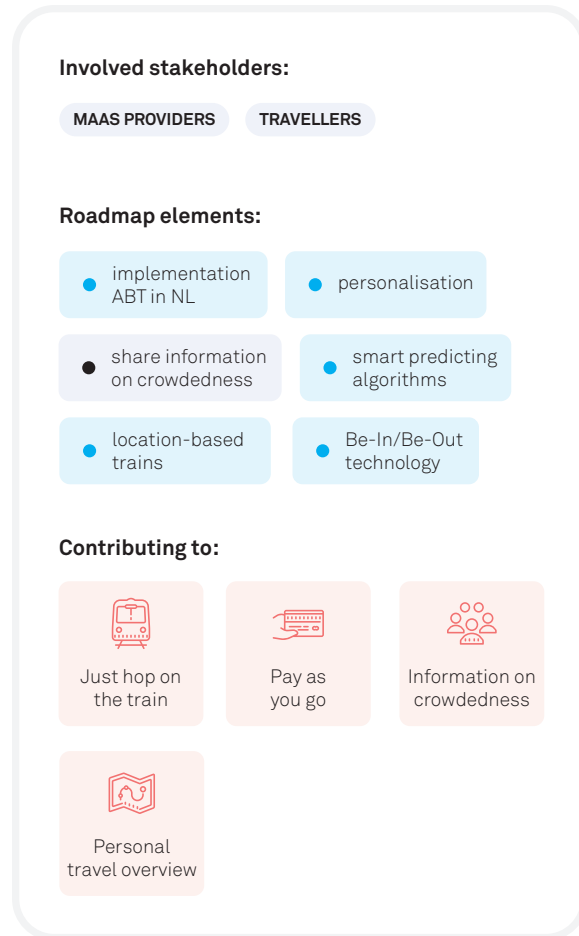 Involved stakeholders:
MAAS PROVIDERS
TRAVELLERS
Roadmap elements:
implementation
ABT in NL
personalisation
share information
on crowdedness
smart predicting
algorithms
location-based
trains
Be-In/Be-Out
technology
Contributing to:
Just hop on
the train
Pay as
you go
Information on
crowdedness
Personal
travel overview